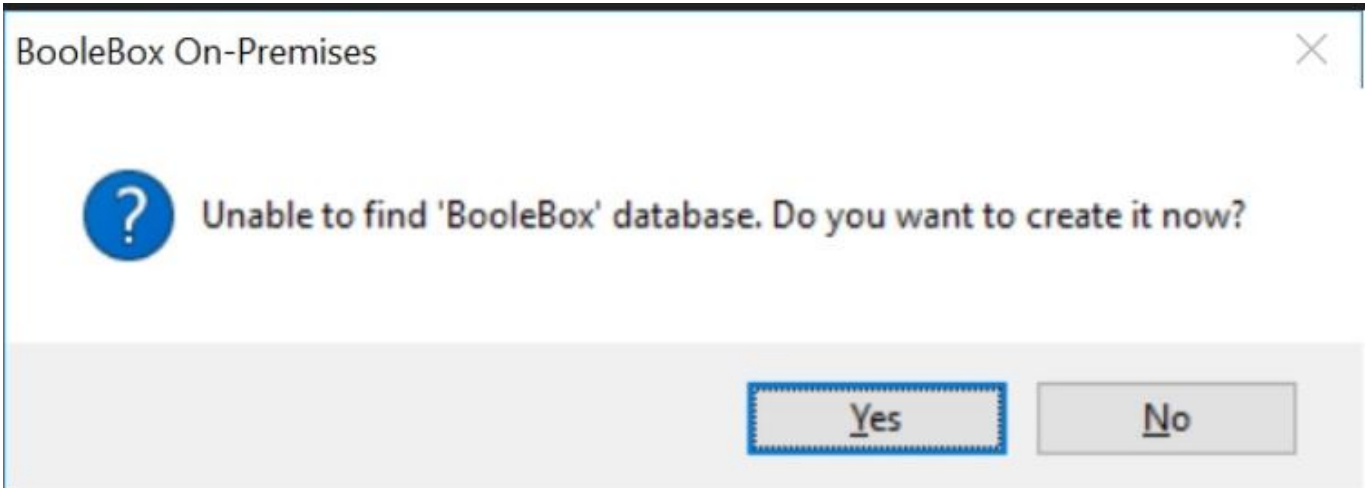 BooleBox On-Premises
?
Unable to find 'BooleBox' database. Do you want to create it now?
Yes
No